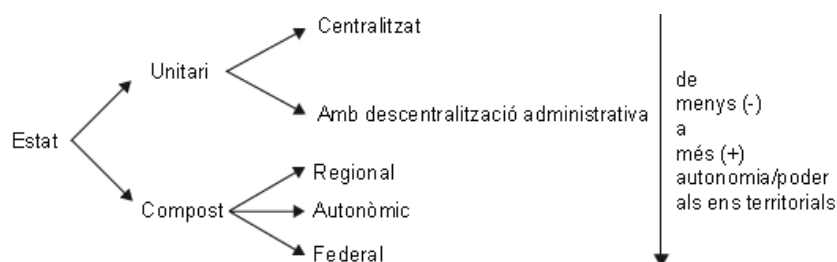 Estat
Unitari
Centralitzat
Amb descentralització administrativa
Compost
Regional
Autonòmic
Federal
de
menys (-)
a
més (+)
autonomia/poder
als ens territorials